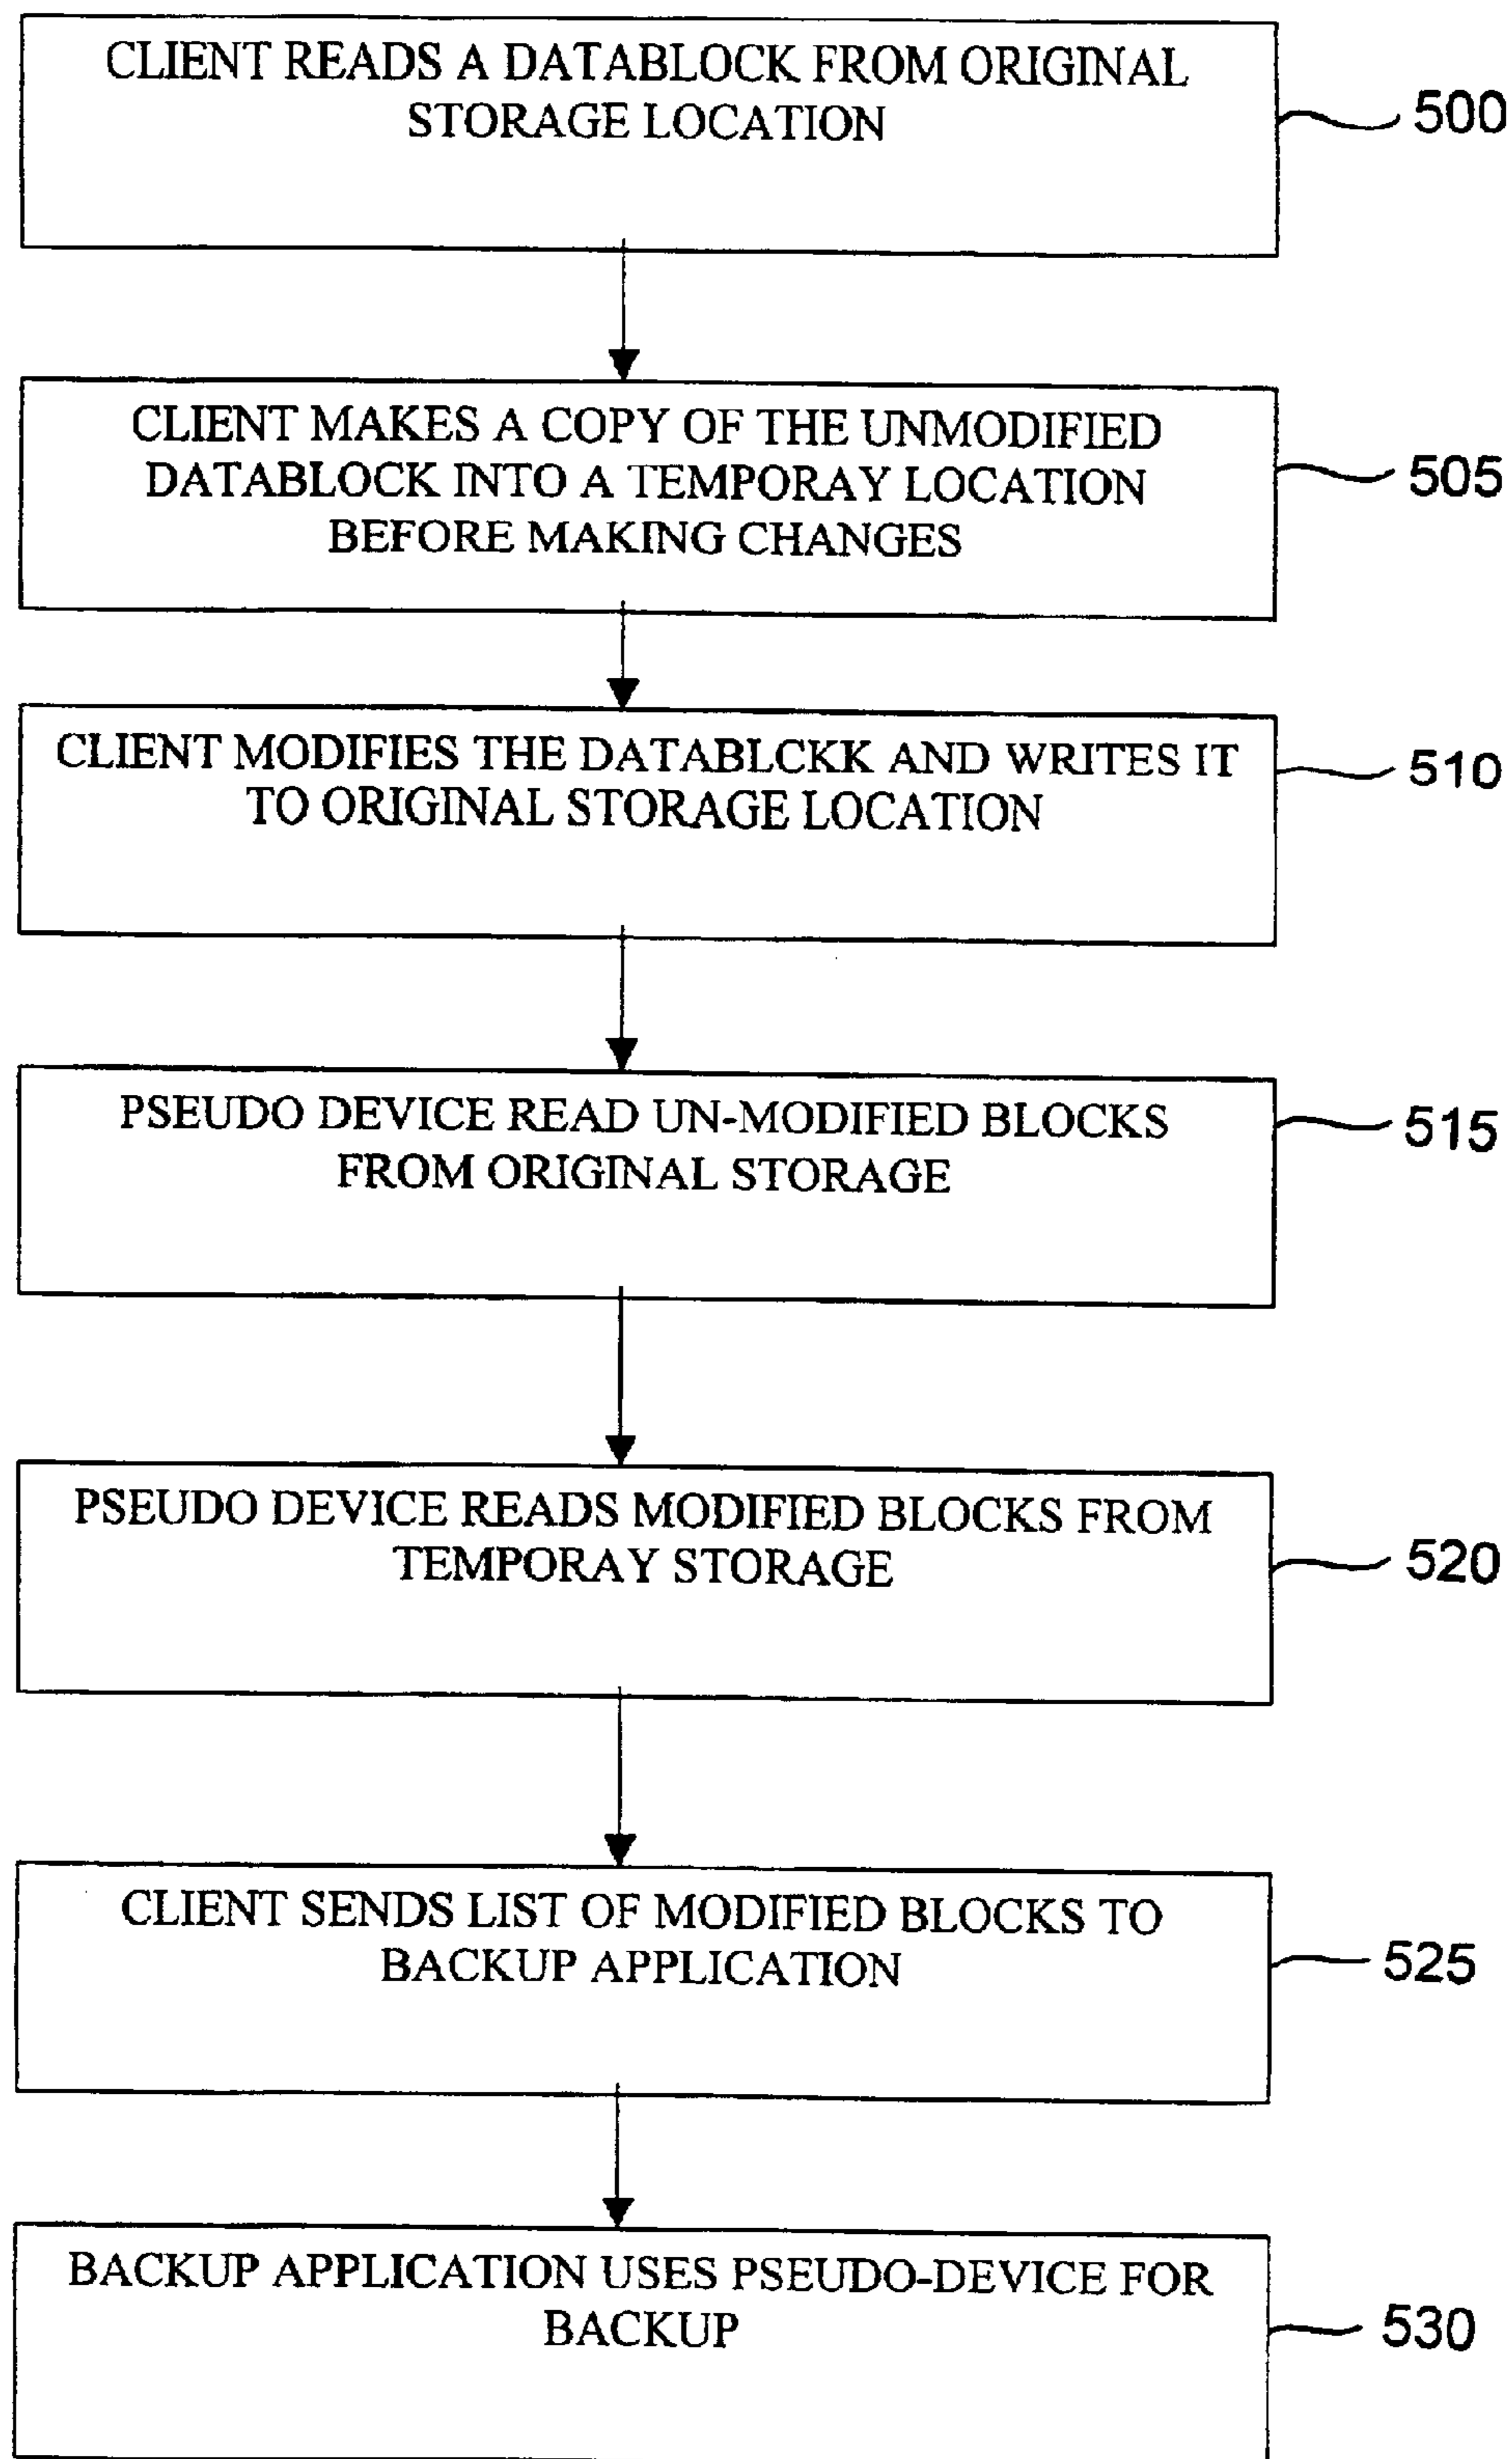 CLIENT READS A DATABLOCK FROM ORIGINAL
STORAGE LOCATION
500
CLIENT MAKES A COPY OF THE UNMODIFIED
DATABLOCK INTO A TEMPORAY LOCATION
BEFORE MAKING CHANGES
505
CLIENT MODIFIES THE DATABLCKK AND WRITES IT
TO ORIGINAL STORAGE LOCATION
510
PSEUDO DEVICE READ UN-MODIFIED BLOCKS
FROM ORIGINAL STORAGE
515
PSEUDO DEVICE READS MODIFIED BLOCKS FROM
TEMPORAY STORAGE
520
CLIENT SENDS LIST OF MODIFIED BLOCKS TO
BACKUP APPLICATION
525
BACKUP APPLICATION USES PSEUDO-DEVICE FOR
BACKUP
530